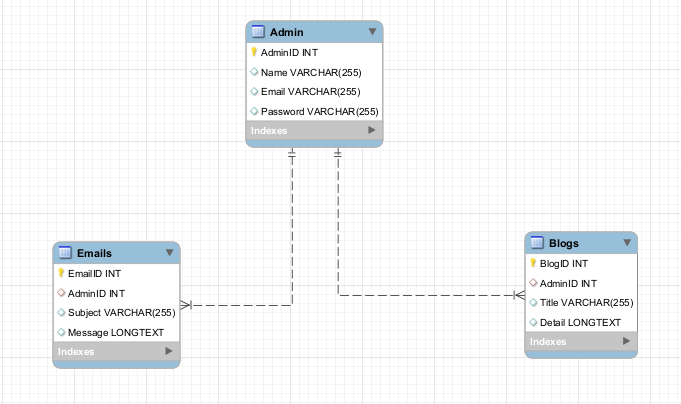 Admin
AdminID INT
Name VARCHAR(255)
Email VARCHAR(255)
Password VARCHAR(255)
Indexes
Emails
EmailID INT
AdminID INT
Subject VARCHAR(255)
Message LONGTEXT
Indexes
Blogs
BlogID INT
AdminID INT
Title VARCHAR(255)
Detail LONGTEXT
Indexes